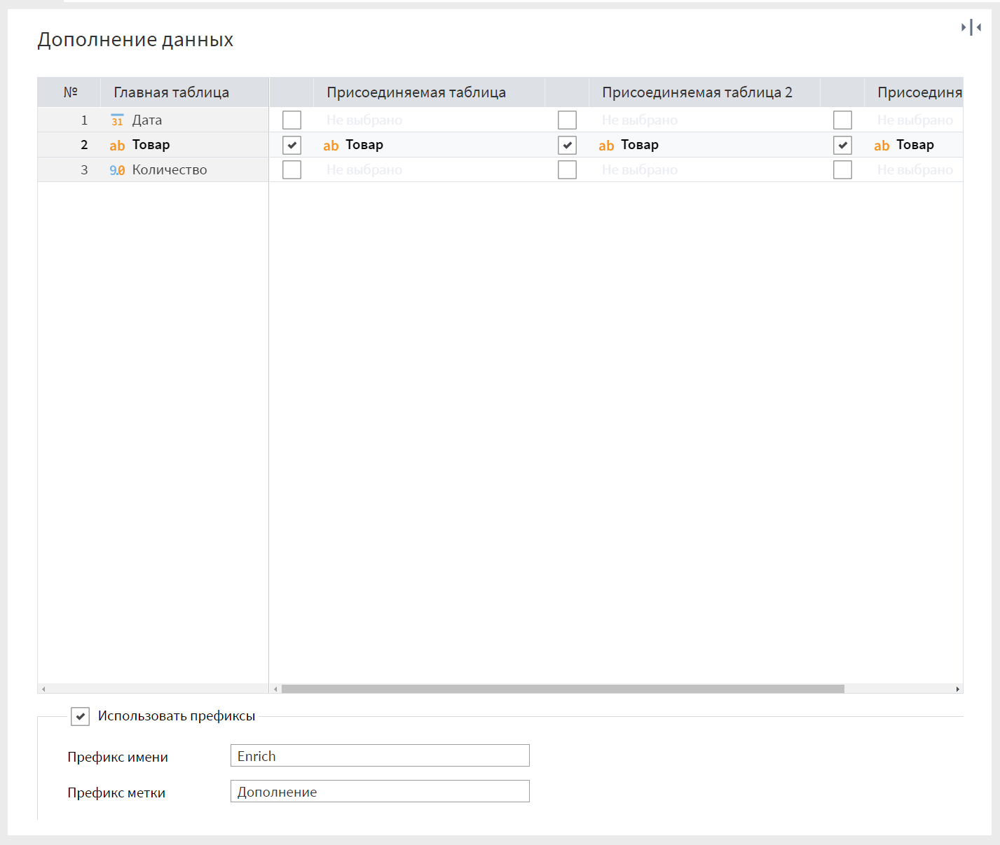 Дополнение данных
№ Главная таблица Присоединяемая таблица Присоединяемая таблица 2 Присоединя
1 31 Дата Не выбрано Не выбрано Не выбрано
2 ab Товар ab Товар ab Товар ab Товар
3 9.0 Количество Не выбрано Не выбрано Не выбрано
Использовать префиксы
Префикс имени Enrich
Префикс метки Дополнение